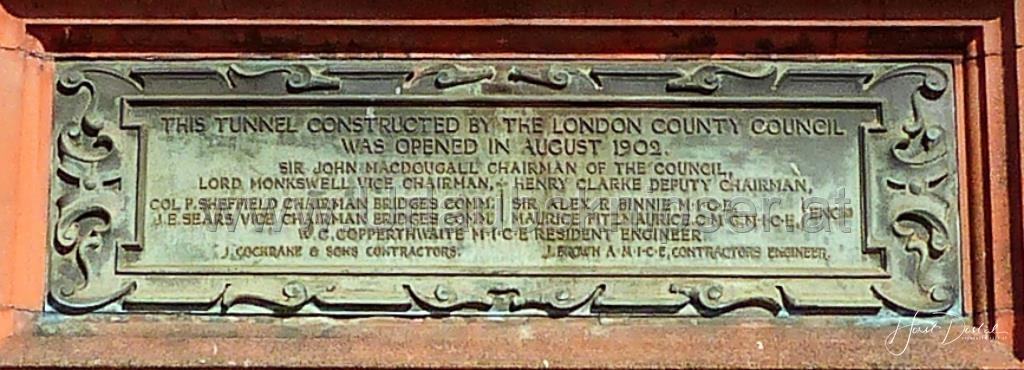 THIS TUNNEL CONSTRUCTED BY THE LONDON COUNTY COUNCIL
WAS OPENED IN AUGUST 1902.
SIR JOHN MACDOUGALL CHAIRMAN OF THE COUNCIL,
LORD MONKSWELL VICE CHAIRMAN, HENRY CLARKE DEPUTY CHAIRMAN,
COL P. SHEFFIELD CHAIRMAN BRIDGES COMM: SIR ALEX R BINNIE M·I·C·E·
J.E. SEARS VICE CHAIRMAN BRIDGES COMM: MAURICE FITZMAURICE C.M.G. M·I·C·E· ENGRS
W·C·COPPERTHWAITE M·I·C·E RESIDENT ENGINEER.
J. COCHRANE & SONS CONTRACTORS. J. BROWN A·M·I·C·E, CONTRACTORS ENGINEER.